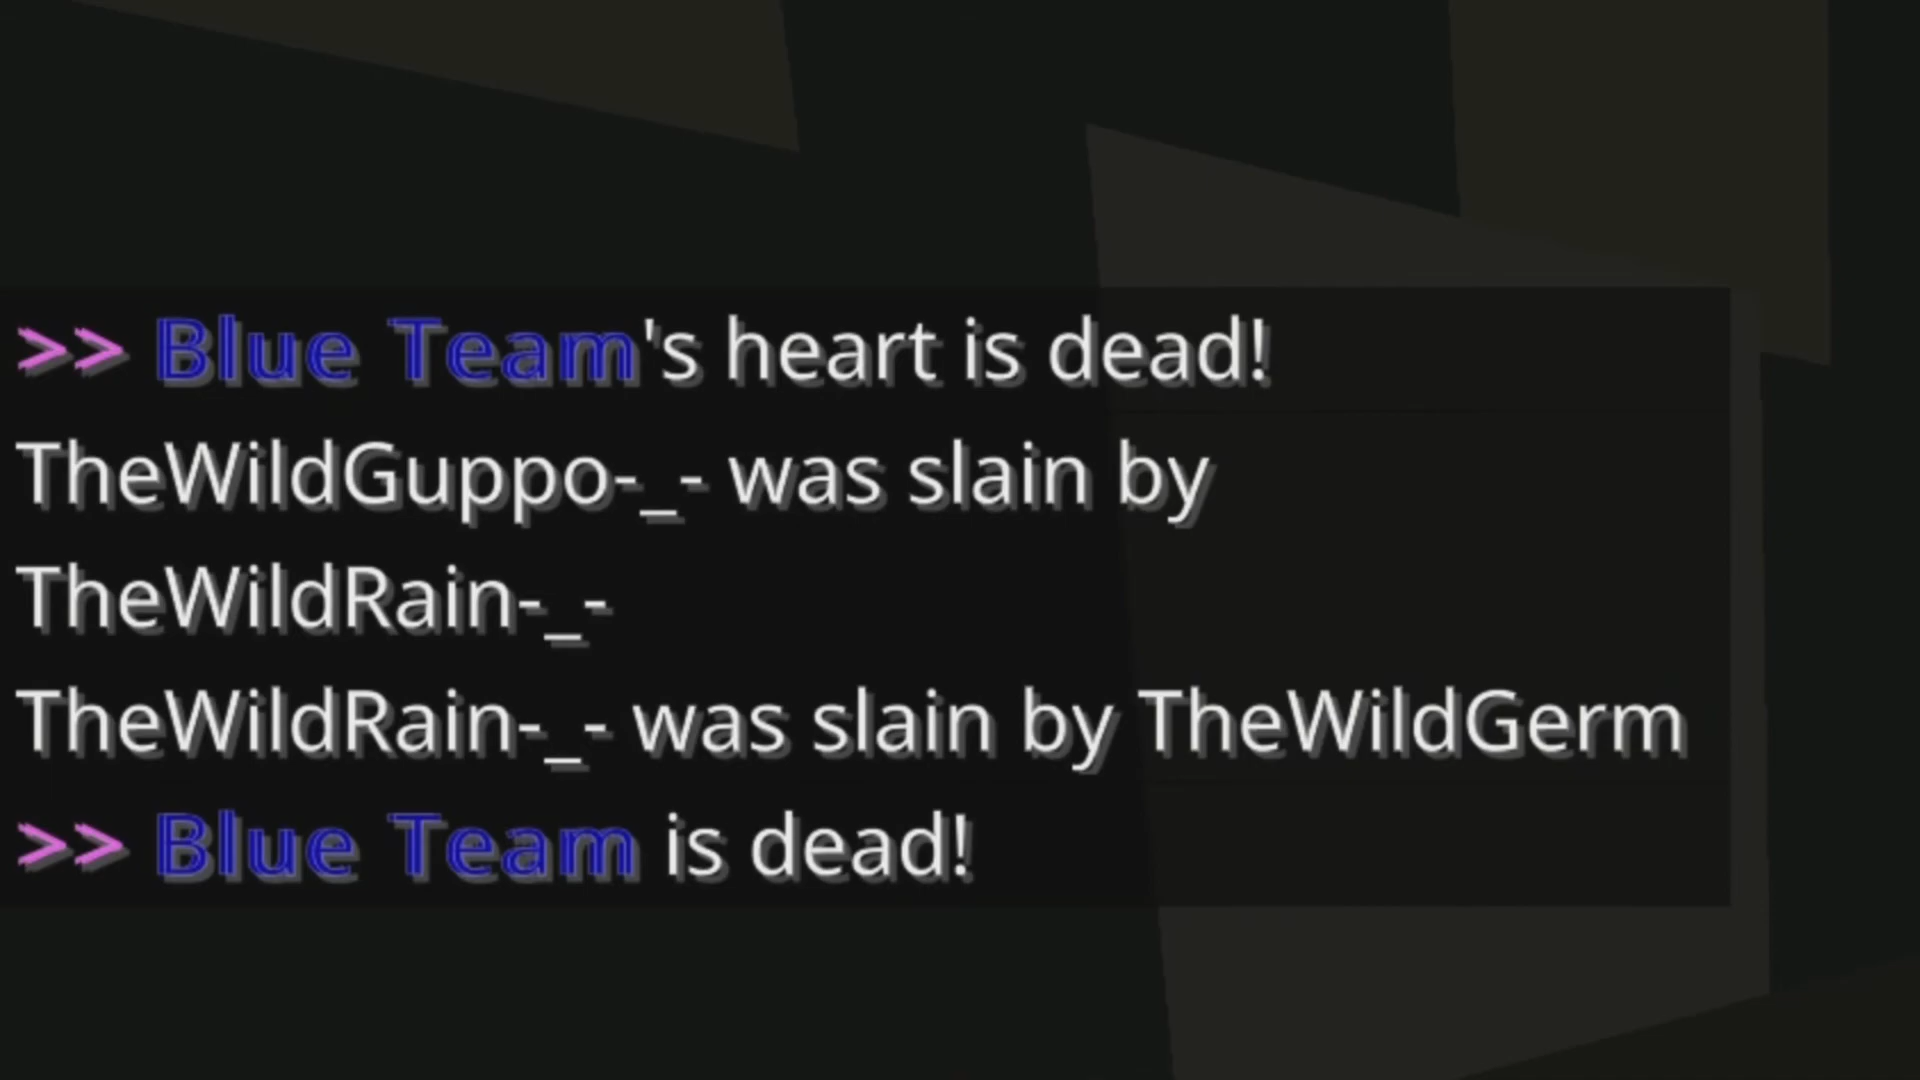 >> Blue Team's heart is dead!
TheWildGuppo-_- was slain by
TheWildRain-_-
TheWildRain-_- was slain by TheWildGerm
>> Blue Team is dead!